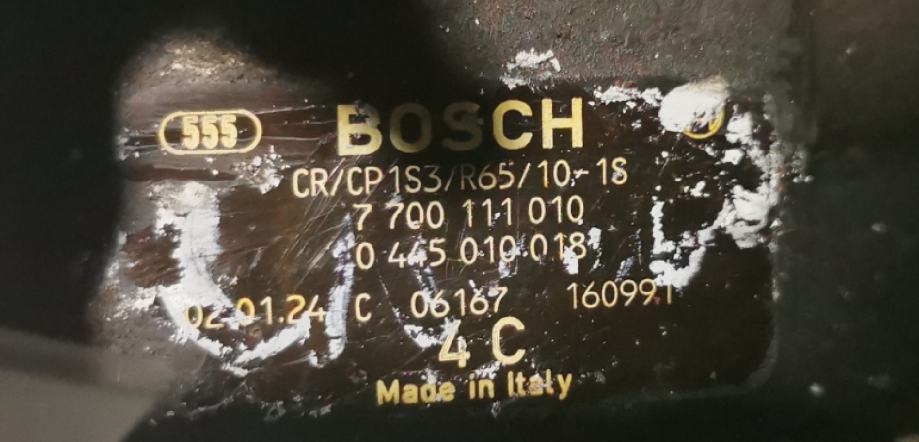 555 BOSCH
CR/CP1S3/R65/10-1S
7 700 111 010
0 445 010 018
02.01.24 C 06167 160991
4 C
Made in Italy